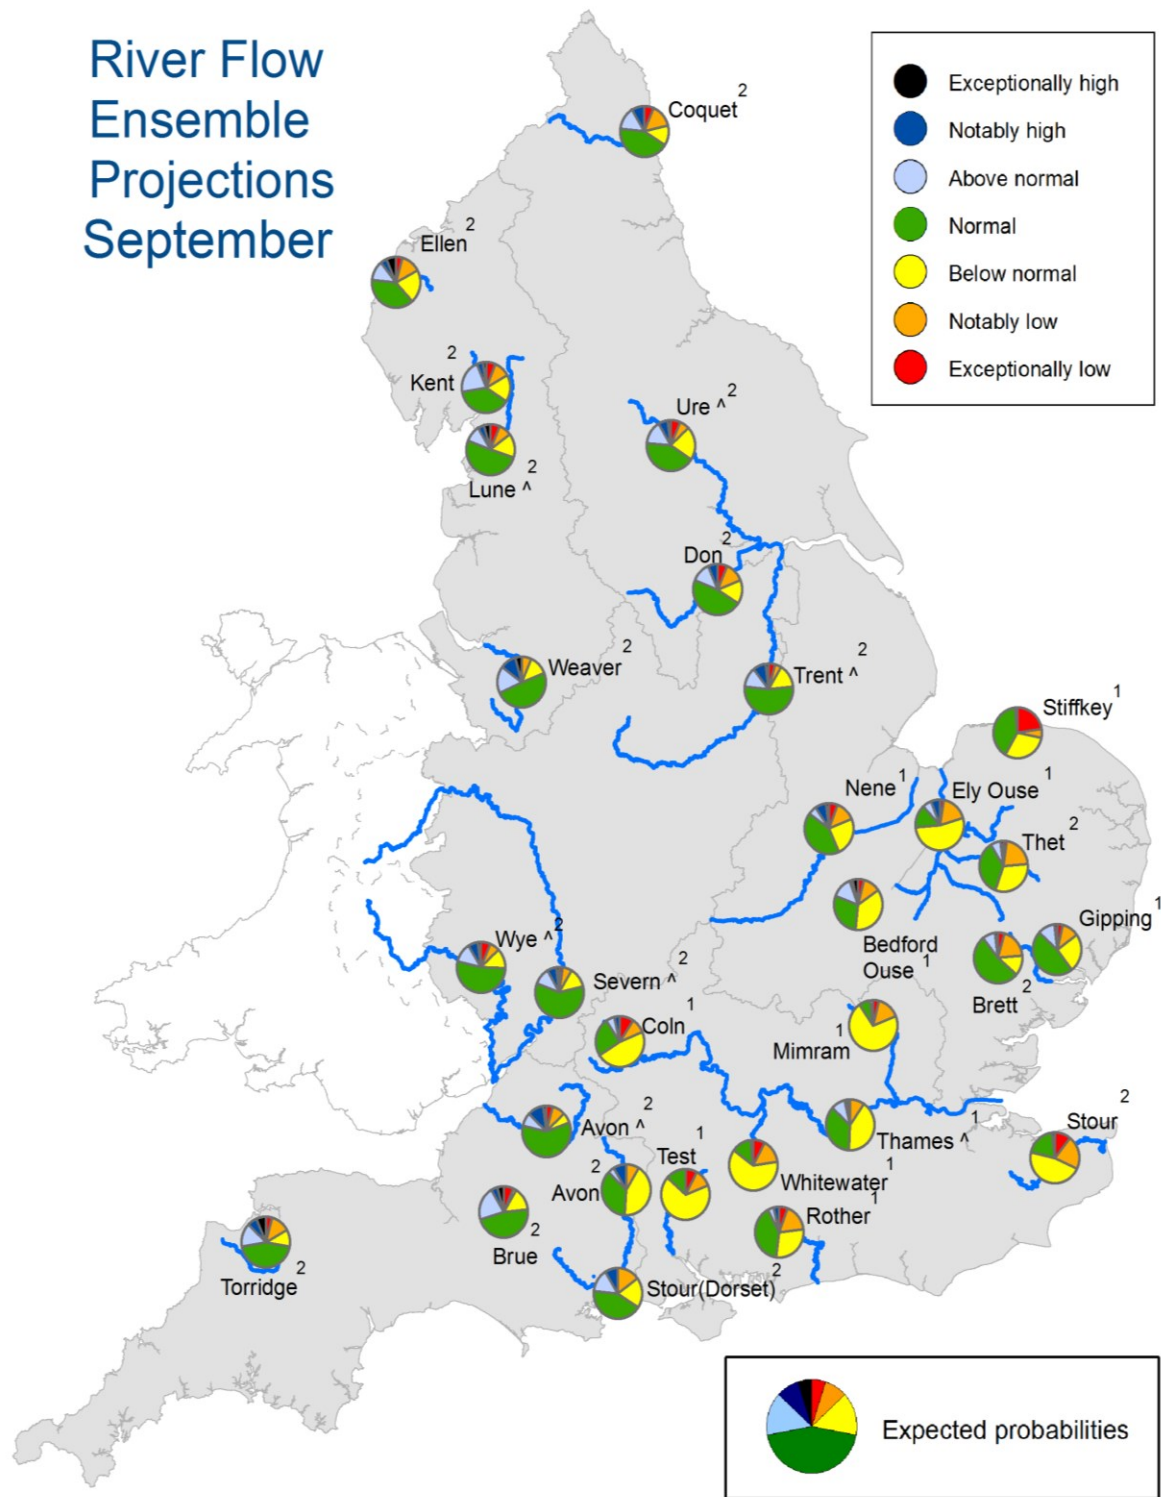 River Flow
Ensemble
Projections
September
Exceptionally high
Notably high
Above normal
Normal
Below normal
Notably low
Exceptionally low
Coquet 2
Ellen 2
2
Kent
Ure ^ 2
2
Lune ^
Don 2
Weaver 2
Trent ^ 2
Stiffkey 1
Nene 1
Ely Ouse 1
Thet 2
Gipping 1
Bedford
Ouse 1
Brett 2
Wye ^ 2
Severn ^ 2
Coln 1
1
Mimram
Avon ^ 2
Thames ^ 1
Stour 2
Test 1
2
Avon
Whitewater 1
Rother 1
Brue 2
Torridge 2
Stour(Dorset) 2
Expected probabilities